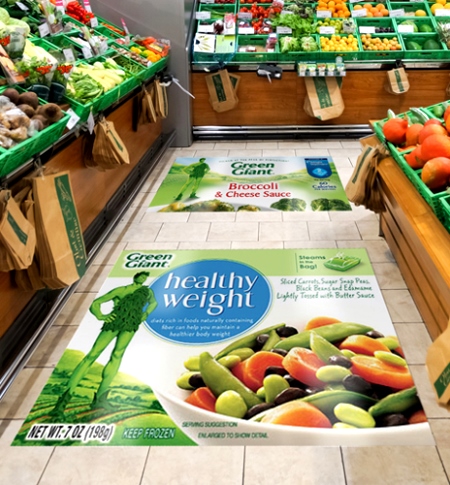 Green
Giant
Broccoli
& Cheese Sauce
Green
Giant
Steams
in the
Bag!
healthy
weight
diets rich in foods naturally containing
fiber can help you maintain a
healthier body weight
Sliced Carrots, Sugar Snap Peas,
Black Beans and Edamame
Lightly Tossed with Butter Sauce
NET WT. 7 OZ (198g)
KEEP FROZEN
SERVING SUGGESTION
ENLARGED TO SHOW DETAIL